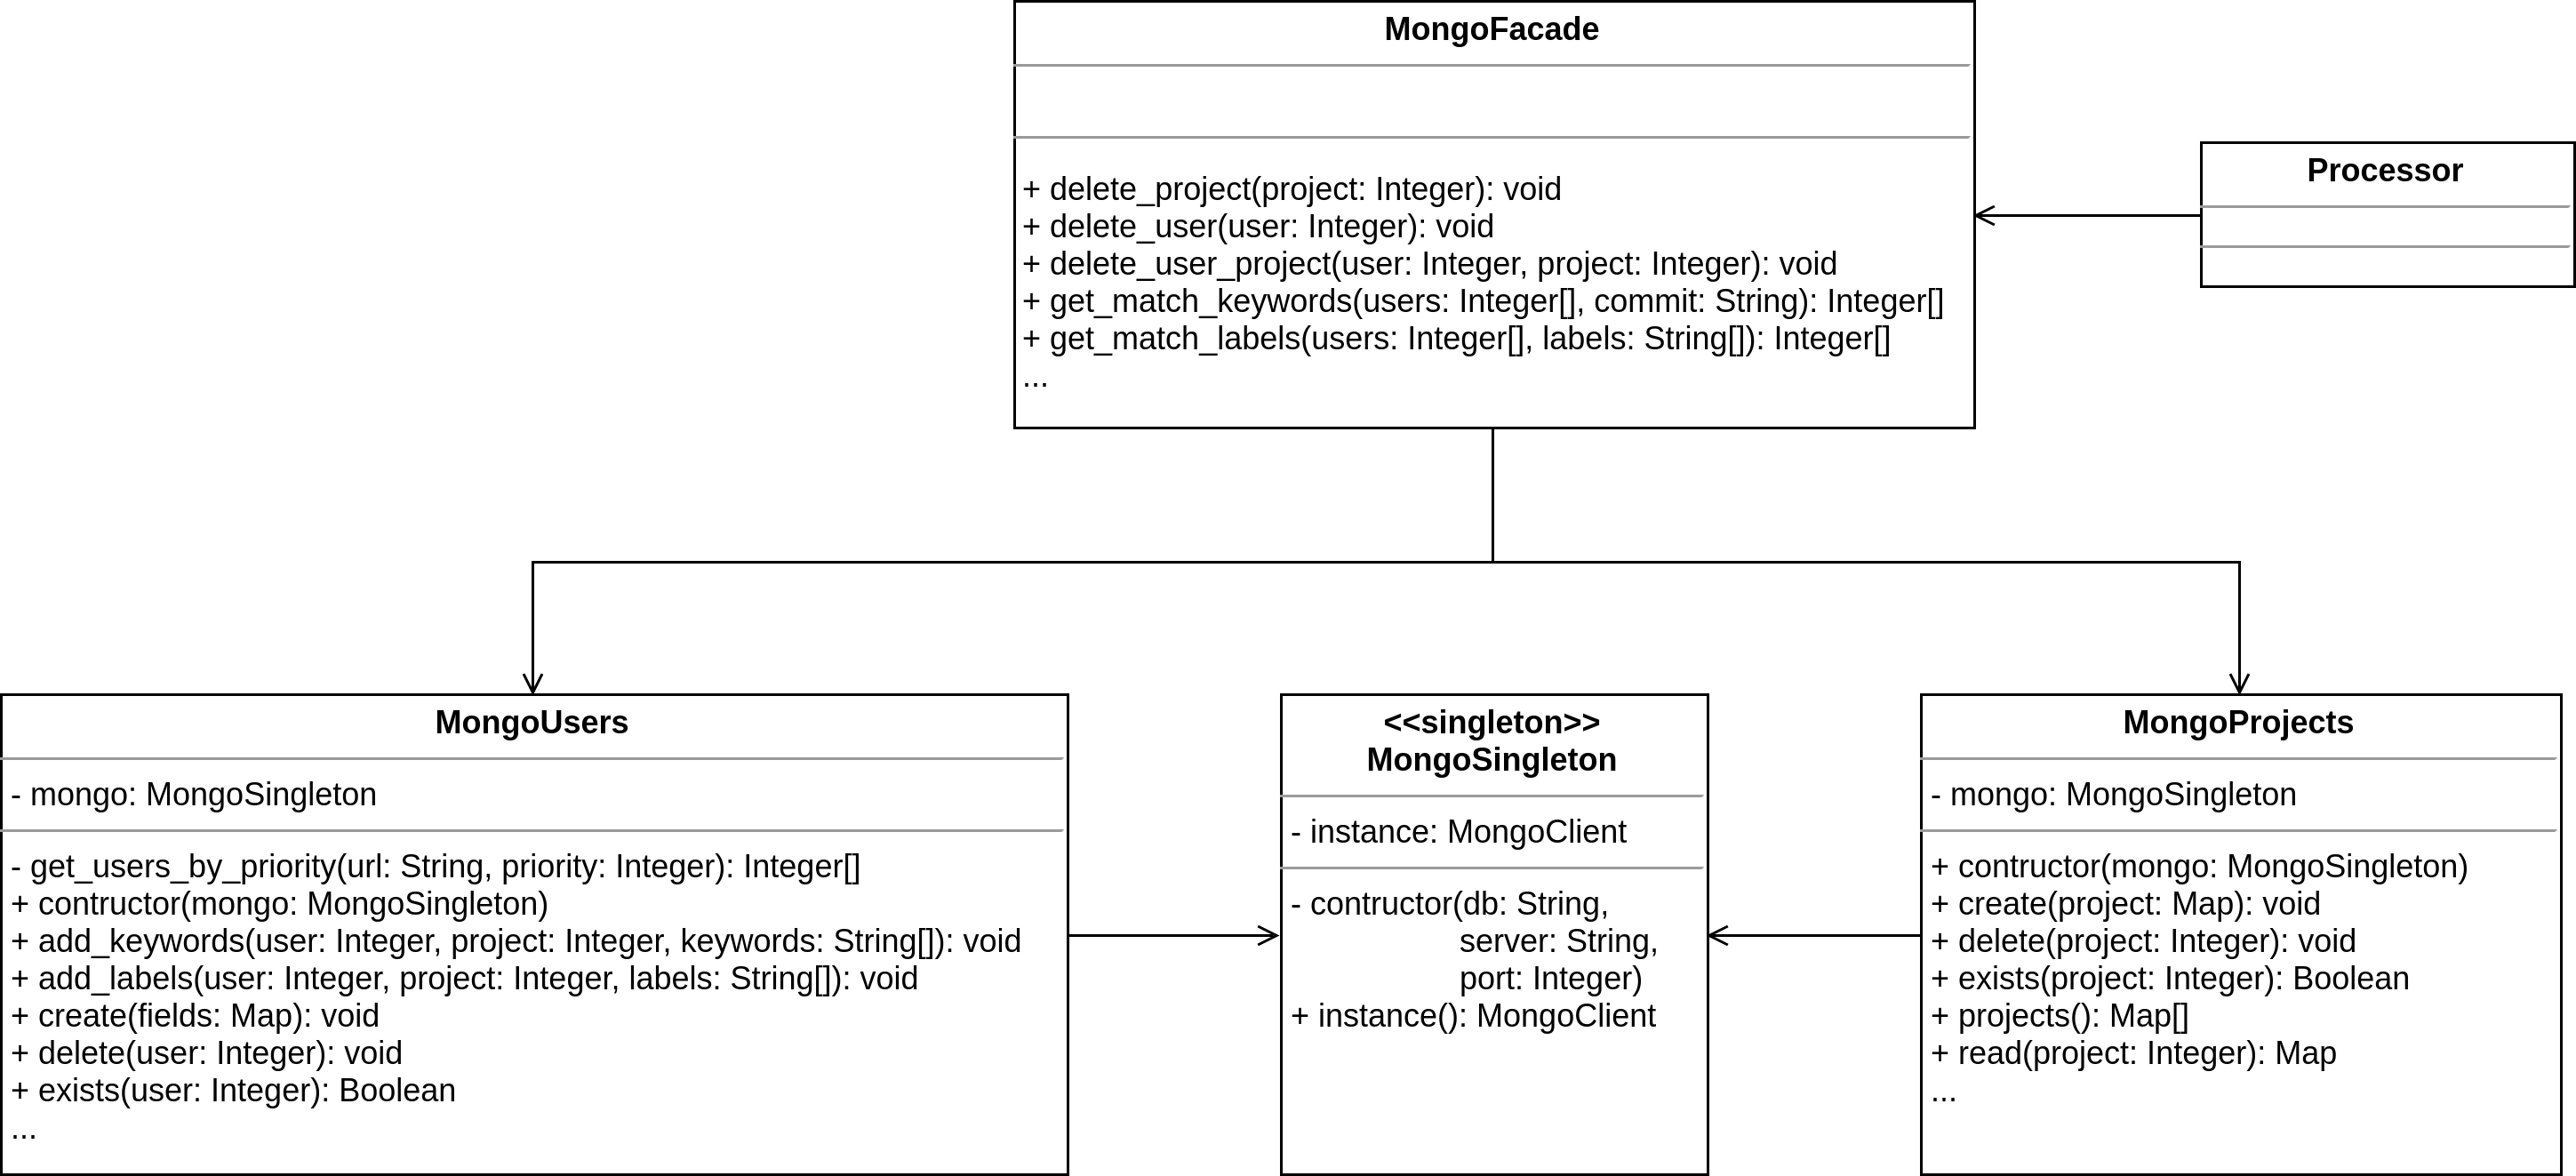 MongoFacade
+ delete_project(project: Integer): void
+ delete_user(user: Integer): void
+ delete_user_project(user: Integer, project: Integer): void
+ get_match_keywords(users: Integer[], commit: String): Integer[]
+ get_match_labels(users: Integer[], labels: String[]): Integer[]
...
Processor
MongoUsers
- mongo: MongoSingleton
- get_users_by_priority(url: String, priority: Integer): Integer[]
+ contructor(mongo: MongoSingleton)
+ add_keywords(user: Integer, project: Integer, keywords: String[]): void
+ add_labels(user: Integer, project: Integer, labels: String[]): void
+ create(fields: Map): void
+ delete(user: Integer): void
+ exists(user: Integer): Boolean
...
<<singleton>>
MongoSingleton
- instance: MongoClient
- contructor(db: String,
server: String,
port: Integer)
+ instance(): MongoClient
MongoProjects
- mongo: MongoSingleton
+ contructor(mongo: MongoSingleton)
+ create(project: Map): void
+ delete(project: Integer): void
+ exists(project: Integer): Boolean
+ projects(): Map[]
+ read(project: Integer): Map
...